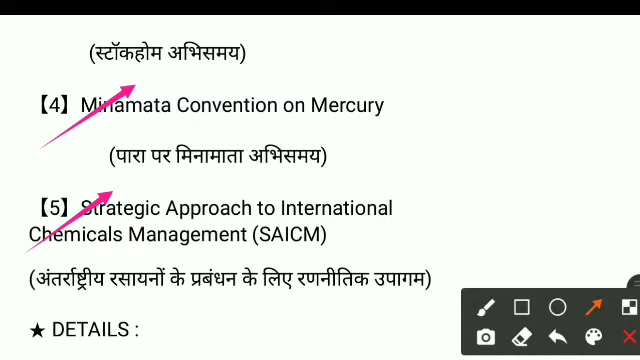 (स्टॉकहोम अभिसमय)
【4】 Minamata Convention on Mercury
(पारा पर मिनामाता अभिसमय)
【5】 Strategic Approach to International
Chemicals Management (SAICM)
(अंतर्राष्ट्रीय रसायनों के प्रबंधन के लिए रणनीतिक उपागम)
★ DETAILS :